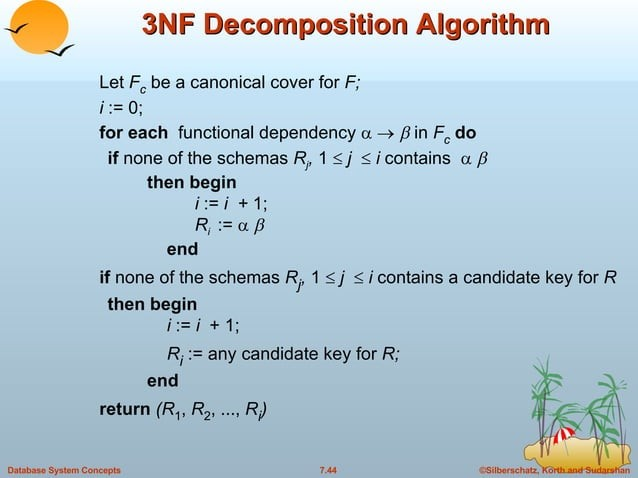 3NF Decomposition Algorithm
Let Fc be a canonical cover for F;
i := 0;
for each functional dependency α → β in Fc do
if none of the schemas Rj, 1 ≤ j ≤ i contains α β
then begin
i := i + 1;
Ri := α β
end
if none of the schemas Rj, 1 ≤ j ≤ i contains a candidate key for R
then begin
i := i + 1;
Ri := any candidate key for R;
end
return (R1, R2, ..., Ri)
Database System Concepts 7.44 ©Silberschatz, Korth and Sudarshan